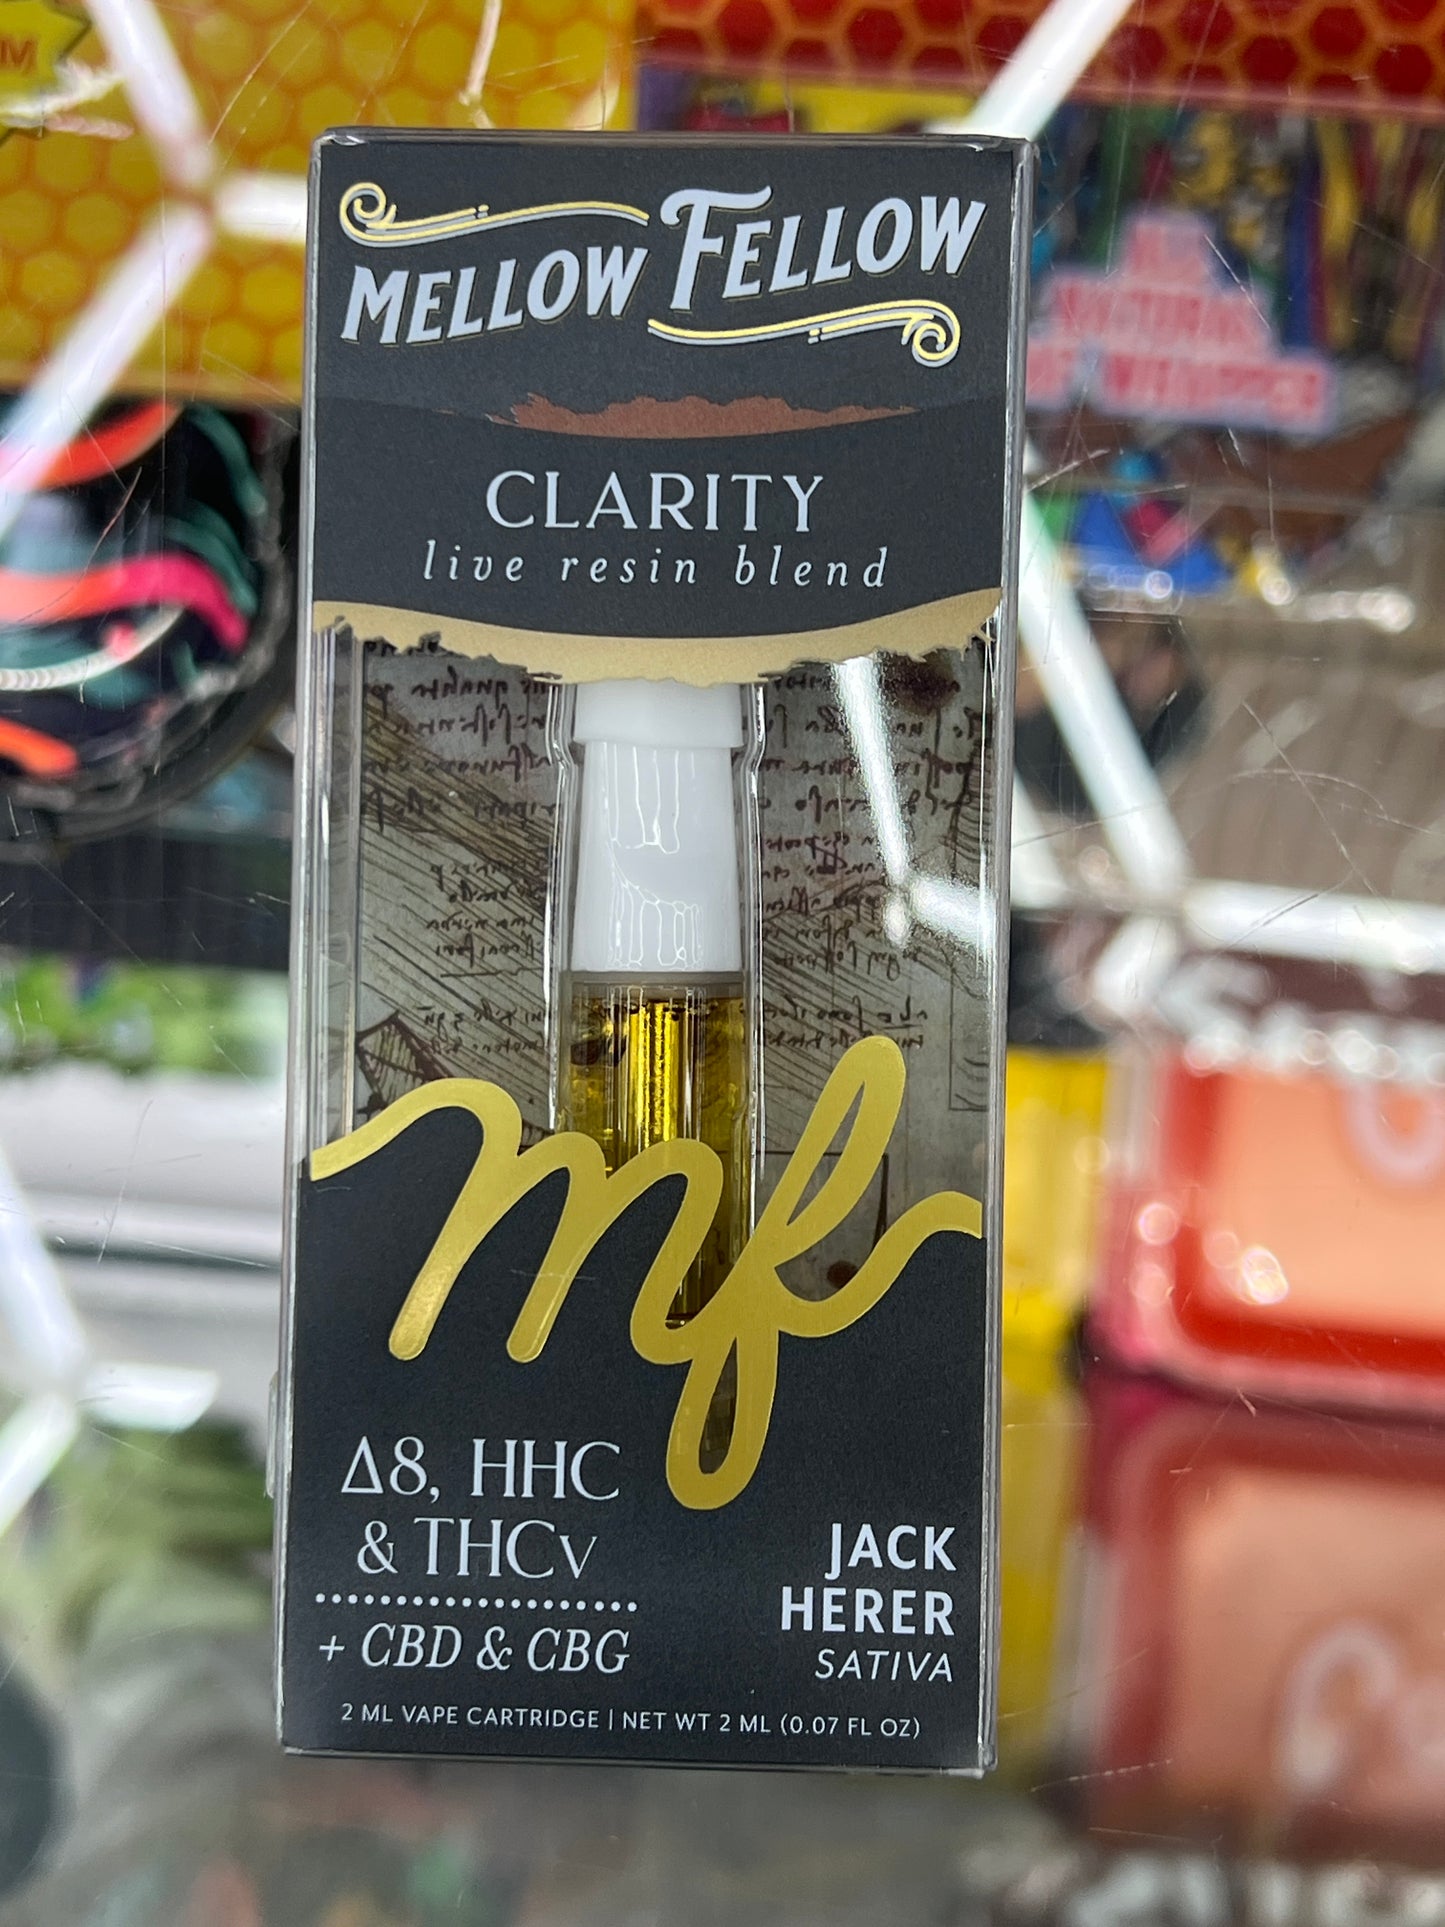 MELLOW FELLOW
CLARITY
live resin blend
mf
Δ8, HHC
& THCv
+ CBD & CBG
JACK
HERER
SATIVA
2 ML VAPE CARTRIDGE | NET WT 2 ML (0.07 FL OZ)